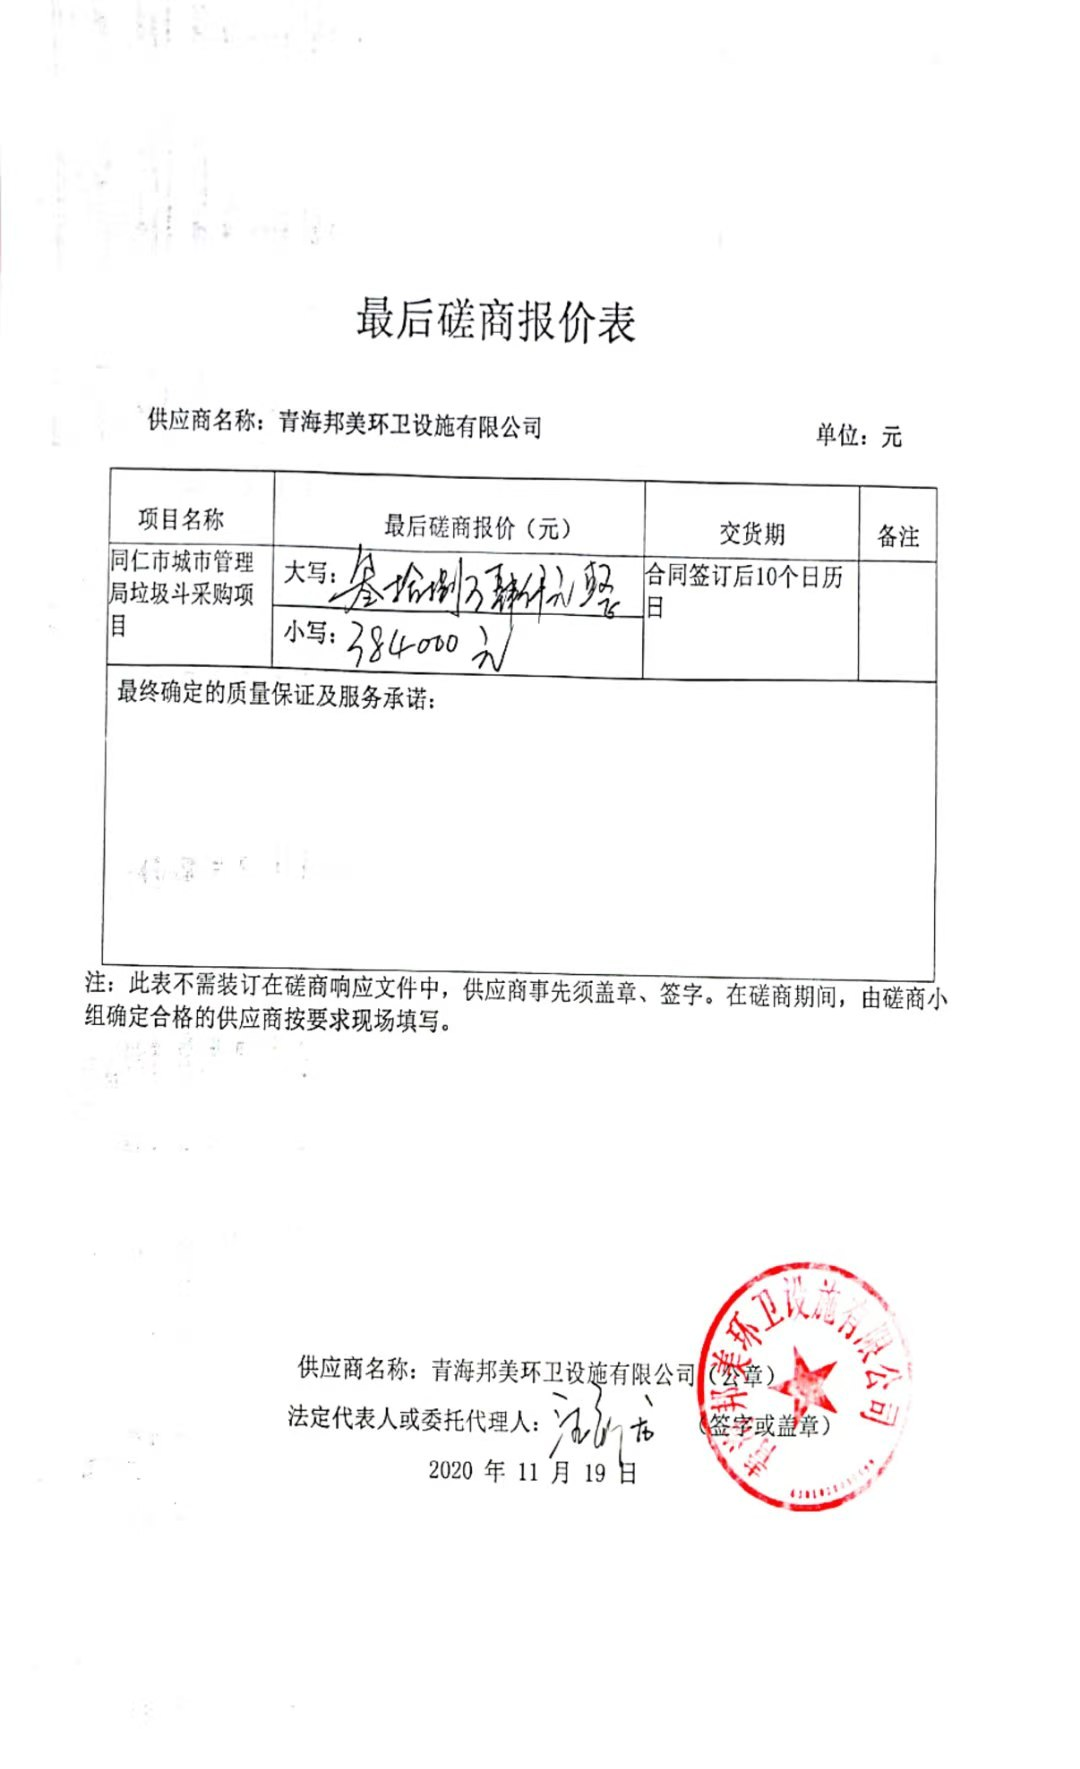 最后磋商报价表
供应商名称：青海邦美环卫设施有限公司
单位：元
项目名称
最后磋商报价（元）
交货期
备注
同仁市城市管理
局垃圾斗采购项
目
大写：叁拾捌万肆仟元整
小写：384000元
合同签订后10个日历
日
最终确定的质量保证及服务承诺：
注：此表不需装订在磋商响应文件中，供应商事先须盖章、签字。在磋商期间，由磋商小
组确定合格的供应商按要求现场填写。
供应商名称：青海邦美环卫设施有限公司（公章）
法定代表人或委托代理人：（签字或盖章）
2020 年 11 月 19 日
青海邦美环卫设施有限公司